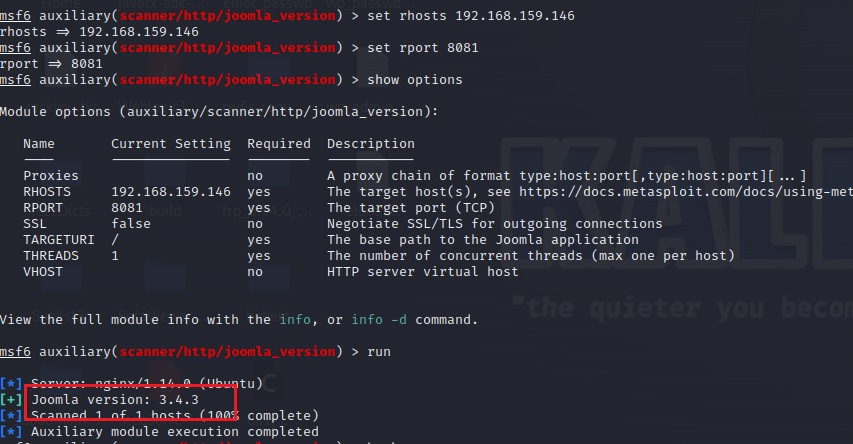 msf6 auxiliary(scanner/http/joomla_version) > set rhosts 192.168.159.146
rhosts => 192.168.159.146
msf6 auxiliary(scanner/http/joomla_version) > set rport 8081
rport => 8081
msf6 auxiliary(scanner/http/joomla_version) > show options
Module options (auxiliary/scanner/http/joomla_version):
Name Current Setting Required Description
Proxies no A proxy chain of format type:host:port[,type:host:port][...]
RHOSTS 192.168.159.146 yes The target host(s), see https://docs.metasploit.com/docs/using-met
RPORT 8081 yes The target port (TCP)
SSL false no Negotiate SSL/TLS for outgoing connections
TARGETURI / yes The base path to the Joomla application
THREADS 1 yes The number of concurrent threads (max one per host)
VHOST no HTTP server virtual host
KAL
"the quieter you becom
View the full module info with the info, or info -d command.
msf6 auxiliary(scanner/http/joomla_version) > run
[*] Server: nginx/1.14.0 (Ubuntu)
[+] Joomla version: 3.4.3
[*] Scanned 1 of 1 hosts (100% complete)
[*] Auxiliary module execution completed